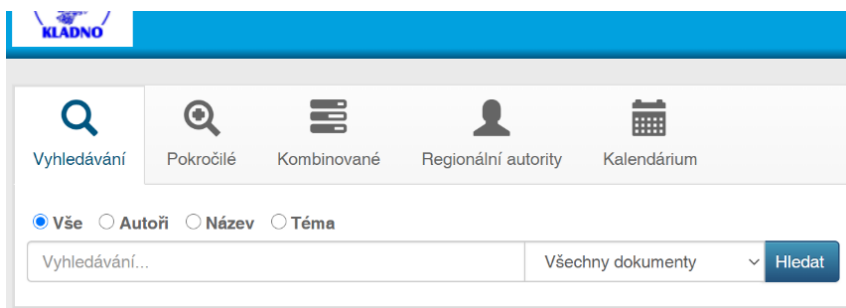 KLADNO
Vyhledávání Pokročilé Kombinované Regionální autority Kalendárium
Vše Autoři Název Téma
Vyhledávání... Všechny dokumenty Hledat